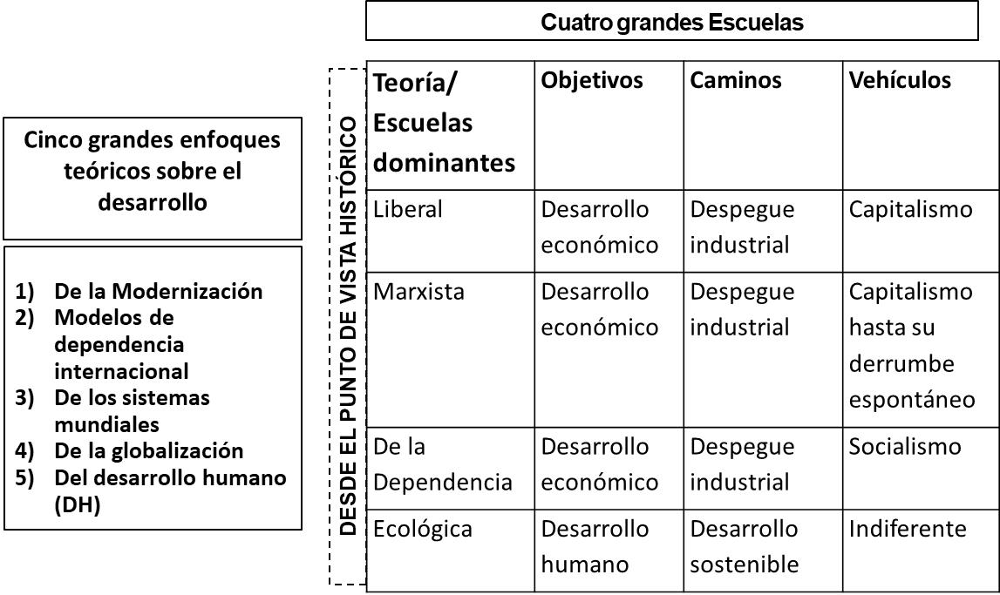 Cuatro grandes Escuelas
Cinco grandes enfoques
teóricos sobre el
desarrollo
1) De la Modernización
2) Modelos de
dependencia
internacional
3) De los sistemas
mundiales
4) De la globalización
5) Del desarrollo humano
(DH)
DESDE EL PUNTO DE VISTA HISTÓRICO
Teoría/
Escuelas
dominantes
Objetivos
Caminos
Vehículos
Liberal
Desarrollo
económico
Despegue
industrial
Capitalismo
Marxista
Desarrollo
económico
Despegue
industrial
Capitalismo
hasta su
derrumbe
espontáneo
De la
Dependencia
Desarrollo
económico
Despegue
industrial
Socialismo
Ecológica
Desarrollo
humano
Desarrollo
sostenible
Indiferente